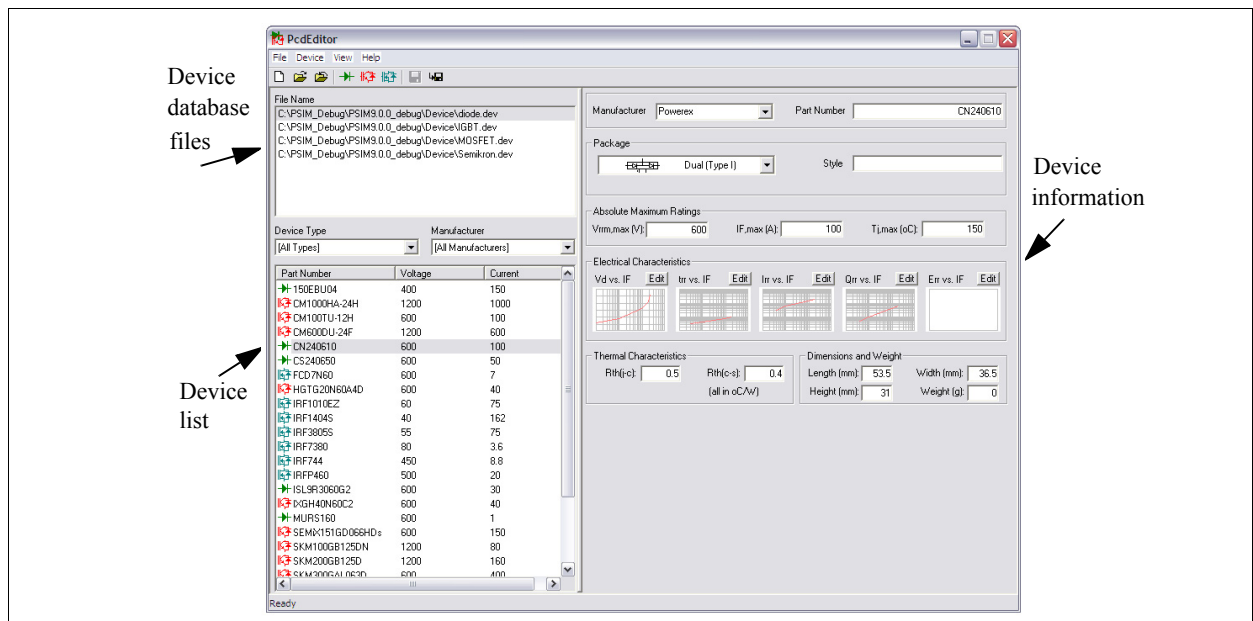 PcdEditor
File Device View Help
Device
database
files
File Name
C:\PSIM_Debug\PSIM9.0.0_debug\Device\diode.dev
C:\PSIM_Debug\PSIM9.0.0_debug\Device\IGBT.dev
C:\PSIM_Debug\PSIM9.0.0_debug\Device\MOSFET.dev
C:\PSIM_Debug\PSIM9.0.0_debug\Device\Semikron.dev
Device Type Manufacturer
[All Types] [All Manufacturers]
Part Number Voltage Current
150EBU04 400 150
CM1000HA-24H 1200 1000
CM100TU-12H 600 100
CM600DU-24F 1200 600
CN240610 600 100
CS240650 600 50
FCD7N60 600 7
HGTG20N60A4D 600 40
IRF1010EZ 60 75
IRF1404S 40 162
IRF3805S 55 75
IRF7380 80 3.6
IRF744 450 8.8
IRFP460 500 20
ISL9R3060G2 600 30
IXGH40N60C2 600 40
MURS160 600 1
SEMiX151GD066HDs 600 150
SKM100GB125DN 1200 80
SKM200GB125D 1200 160
SKM300GAL063D 600 400
Device
list
Ready
Manufacturer Powerex Part Number CN240610
Package
Dual (Type I) Style
Absolute Maximum Ratings
Vrrm,max (V): 600 IF,max (A): 100 Tj,max (oC): 150
Electrical Characteristics
Vd vs. IF Edit trr vs. IF Edit Irr vs. IF Edit Qrr vs. IF Edit Err vs. IF Edit
Thermal Characteristics
Rth(j-c): 0.5 Rth(c-s): 0.4
(all in oC/W)
Dimensions and Weight
Length (mm): 53.5 Width (mm): 36.5
Height (mm): 31 Weight (g): 0
Device
information